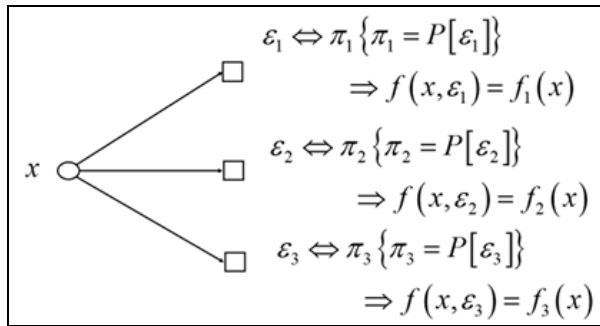 ε₁ ⇔ π₁{π₁ = P[ε₁]}
⇒ f(x,ε₁) = f₁(x)
ε₂ ⇔ π₂{π₂ = P[ε₂]}
x
⇒ f(x,ε₂) = f₂(x)
ε₃ ⇔ π₃{π₃ = P[ε₃]}
⇒ f(x,ε₃) = f₃(x)